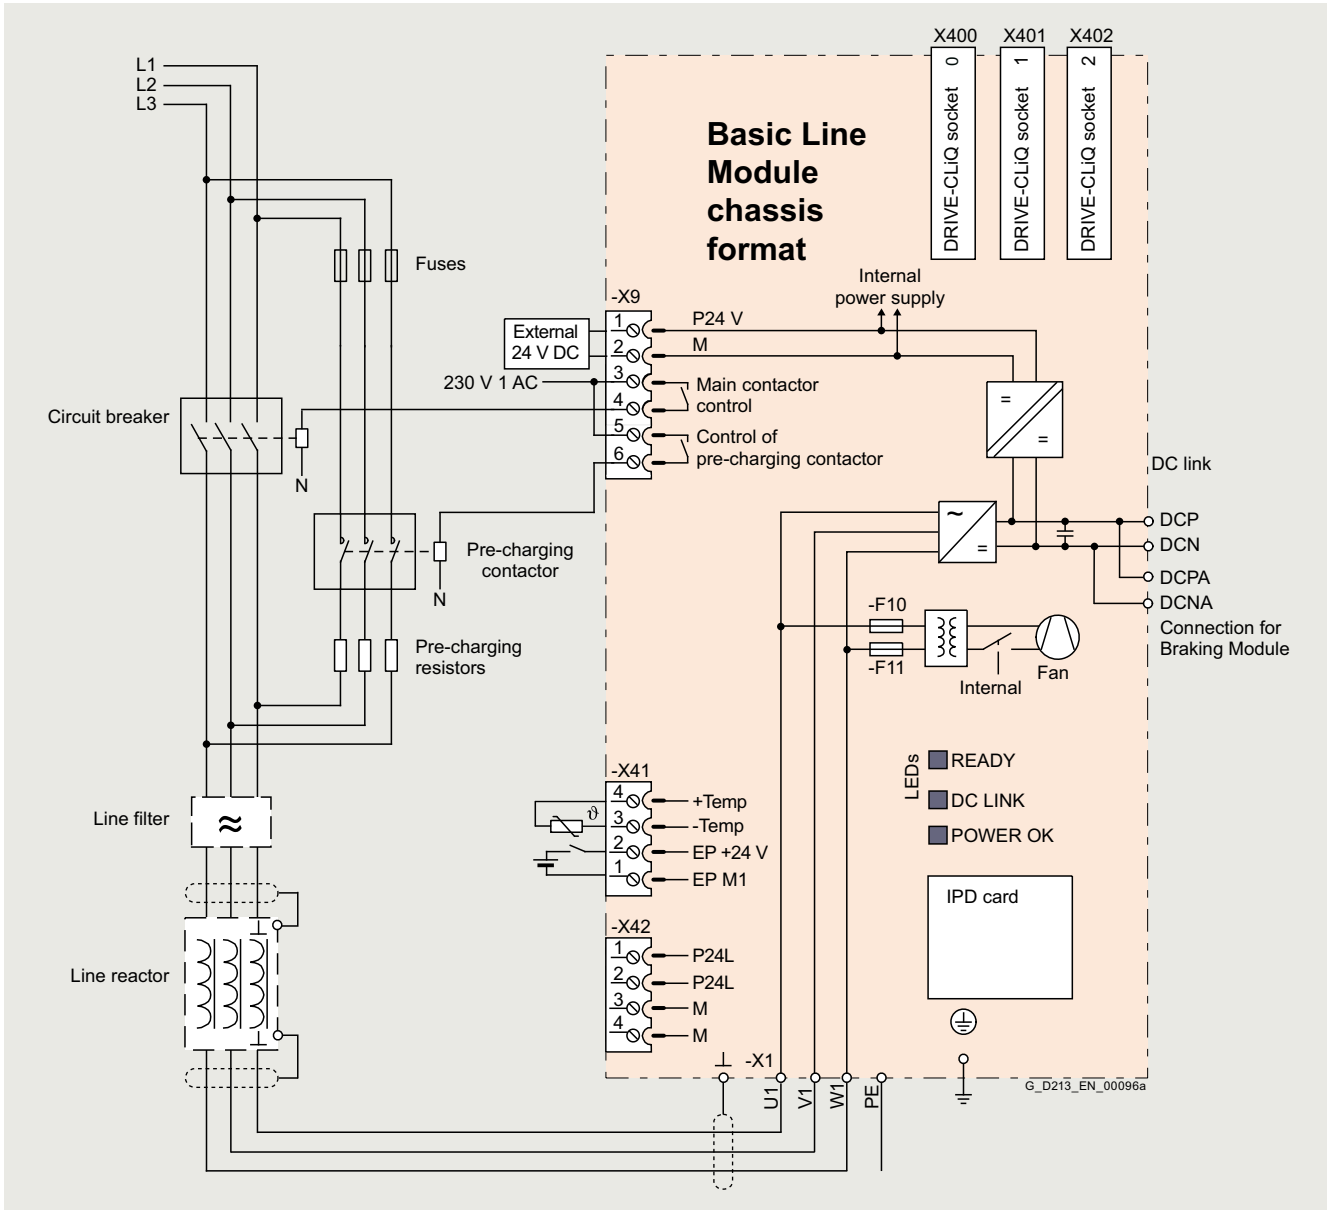 X400 X401 X402
L1
L2
L3
DRIVE-CLiQ socket 0
DRIVE-CLiQ socket 1
DRIVE-CLiQ socket 2
Basic Line
Module
chassis
format
Fuses
Internal
power supply
-X9
External
24 V DC
1 P24 V
2 M
230 V 1 AC
3
4
Main contactor
control
5
6
Control of
pre-charging contactor
=
=
Circuit breaker
N
DC link
~
=
DCP
DCN
DCPA
DCNA
Connection for
Braking Module
Pre-charging
contactor
N
-F10
-F11
Internal
Fan
Pre-charging
resistors
LEDs
READY
DC LINK
POWER OK
-X41
ϑ
4 +Temp
3 -Temp
2 EP +24 V
1 EP M1
Line filter
≈
IPD card
-X42
1 P24L
2 P24L
3 M
4 M
Line reactor
-X1
U1
V1
W1
PE
G_D213_EN_00096a